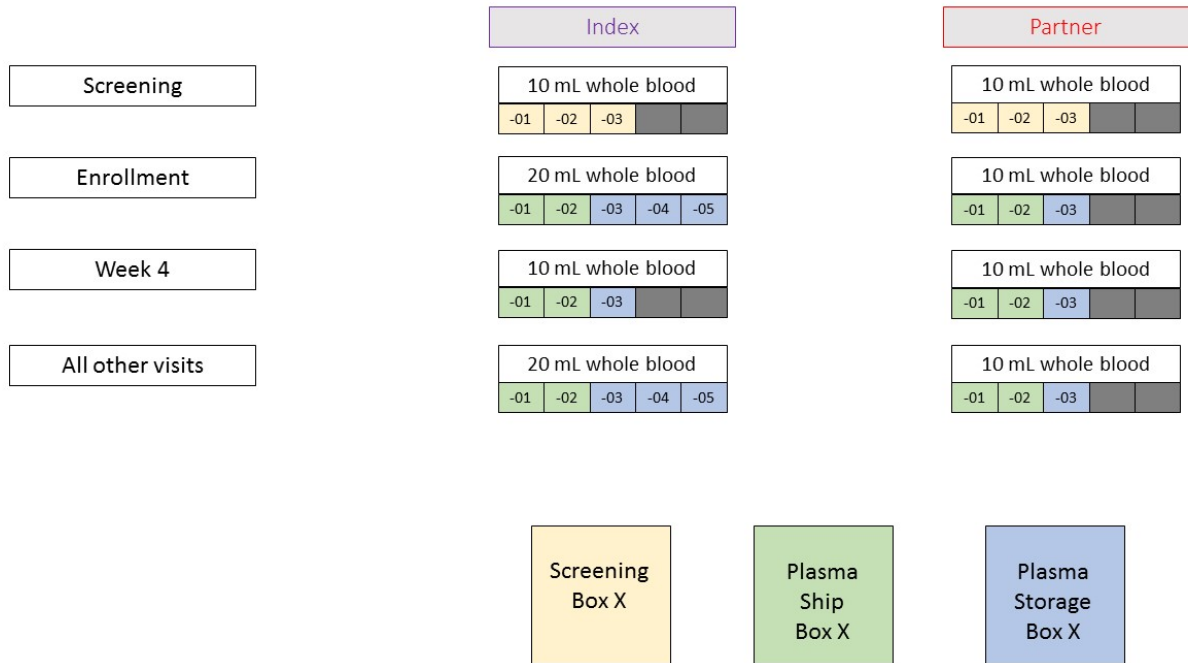 Index Partner
Screening 10 mL whole blood 10 mL whole blood
-01 -02 -03 -01 -02 -03
Enrollment 20 mL whole blood 10 mL whole blood
-01 -02 -03 -04 -05 -01 -02 -03
Week 4 10 mL whole blood 10 mL whole blood
-01 -02 -03 -01 -02 -03
All other visits 20 mL whole blood 10 mL whole blood
-01 -02 -03 -04 -05 -01 -02 -03
Screening
Box X
Plasma
Ship
Box X
Plasma
Storage
Box X